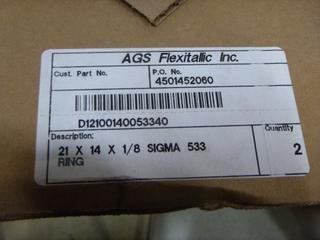 AGS Flexitallic Inc.
Cust. Part No. P.O. No.
4501452060
D12100140053340
Description: Quantity
21 X 14 X 1/8 SIGMA 533 2
RING